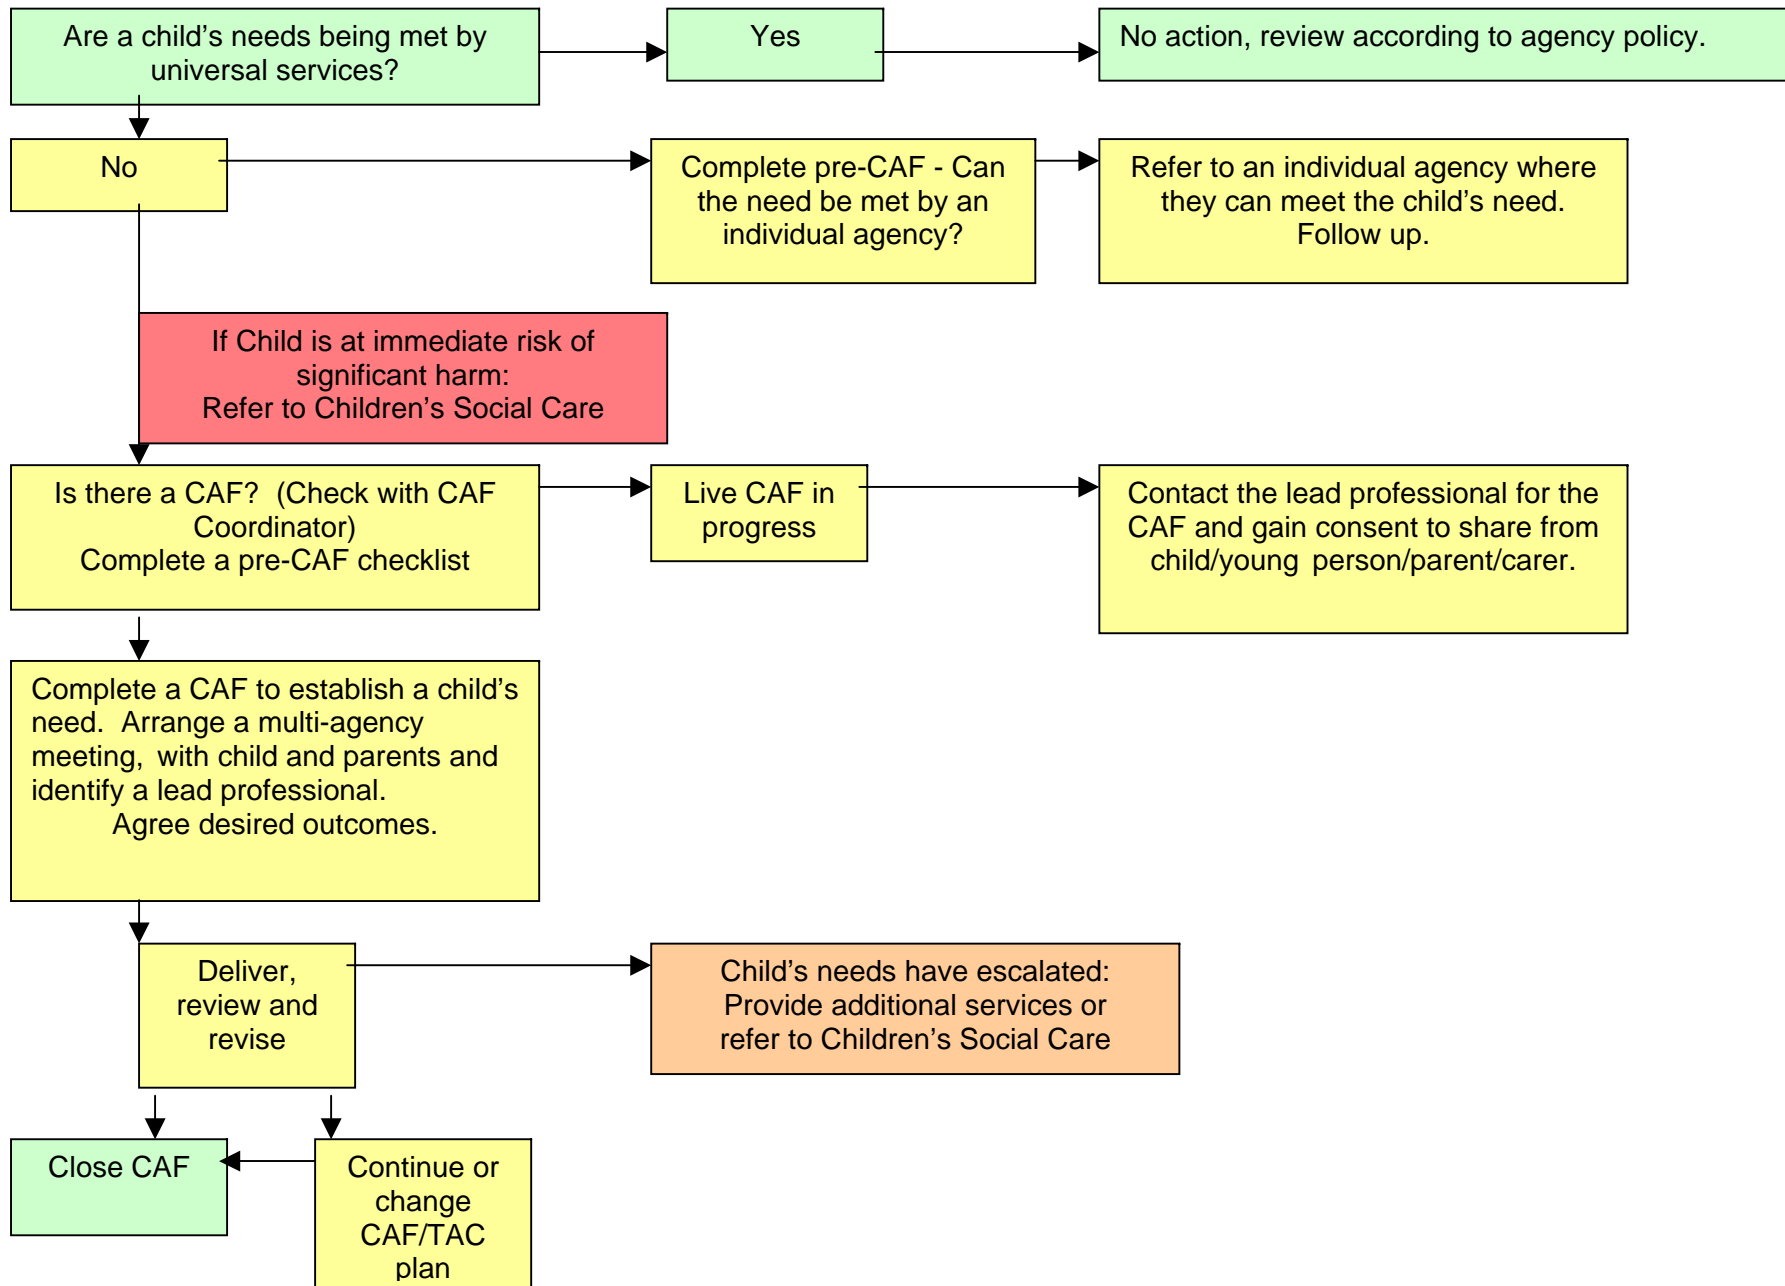 Are a child's needs being met by
universal services?
Yes
No action, review according to agency policy.
No
Complete pre-CAF - Can
the need be met by an
individual agency?
Refer to an individual agency where
they can meet the child's need.
Follow up.
If Child is at immediate risk of
significant harm:
Refer to Children's Social Care
Is there a CAF?  (Check with CAF
Coordinator)
Complete a pre-CAF checklist
Live CAF in
progress
Contact the lead professional for the
CAF and gain consent to share from
child/young person/parent/carer.
Complete a CAF to establish a child's
need.  Arrange a multi-agency
meeting, with child and parents and
identify a lead professional.
Agree desired outcomes.
Deliver,
review and
revise
Child's needs have escalated:
Provide additional services or
refer to Children's Social Care
Close CAF
Continue or
change
CAF/TAC
plan